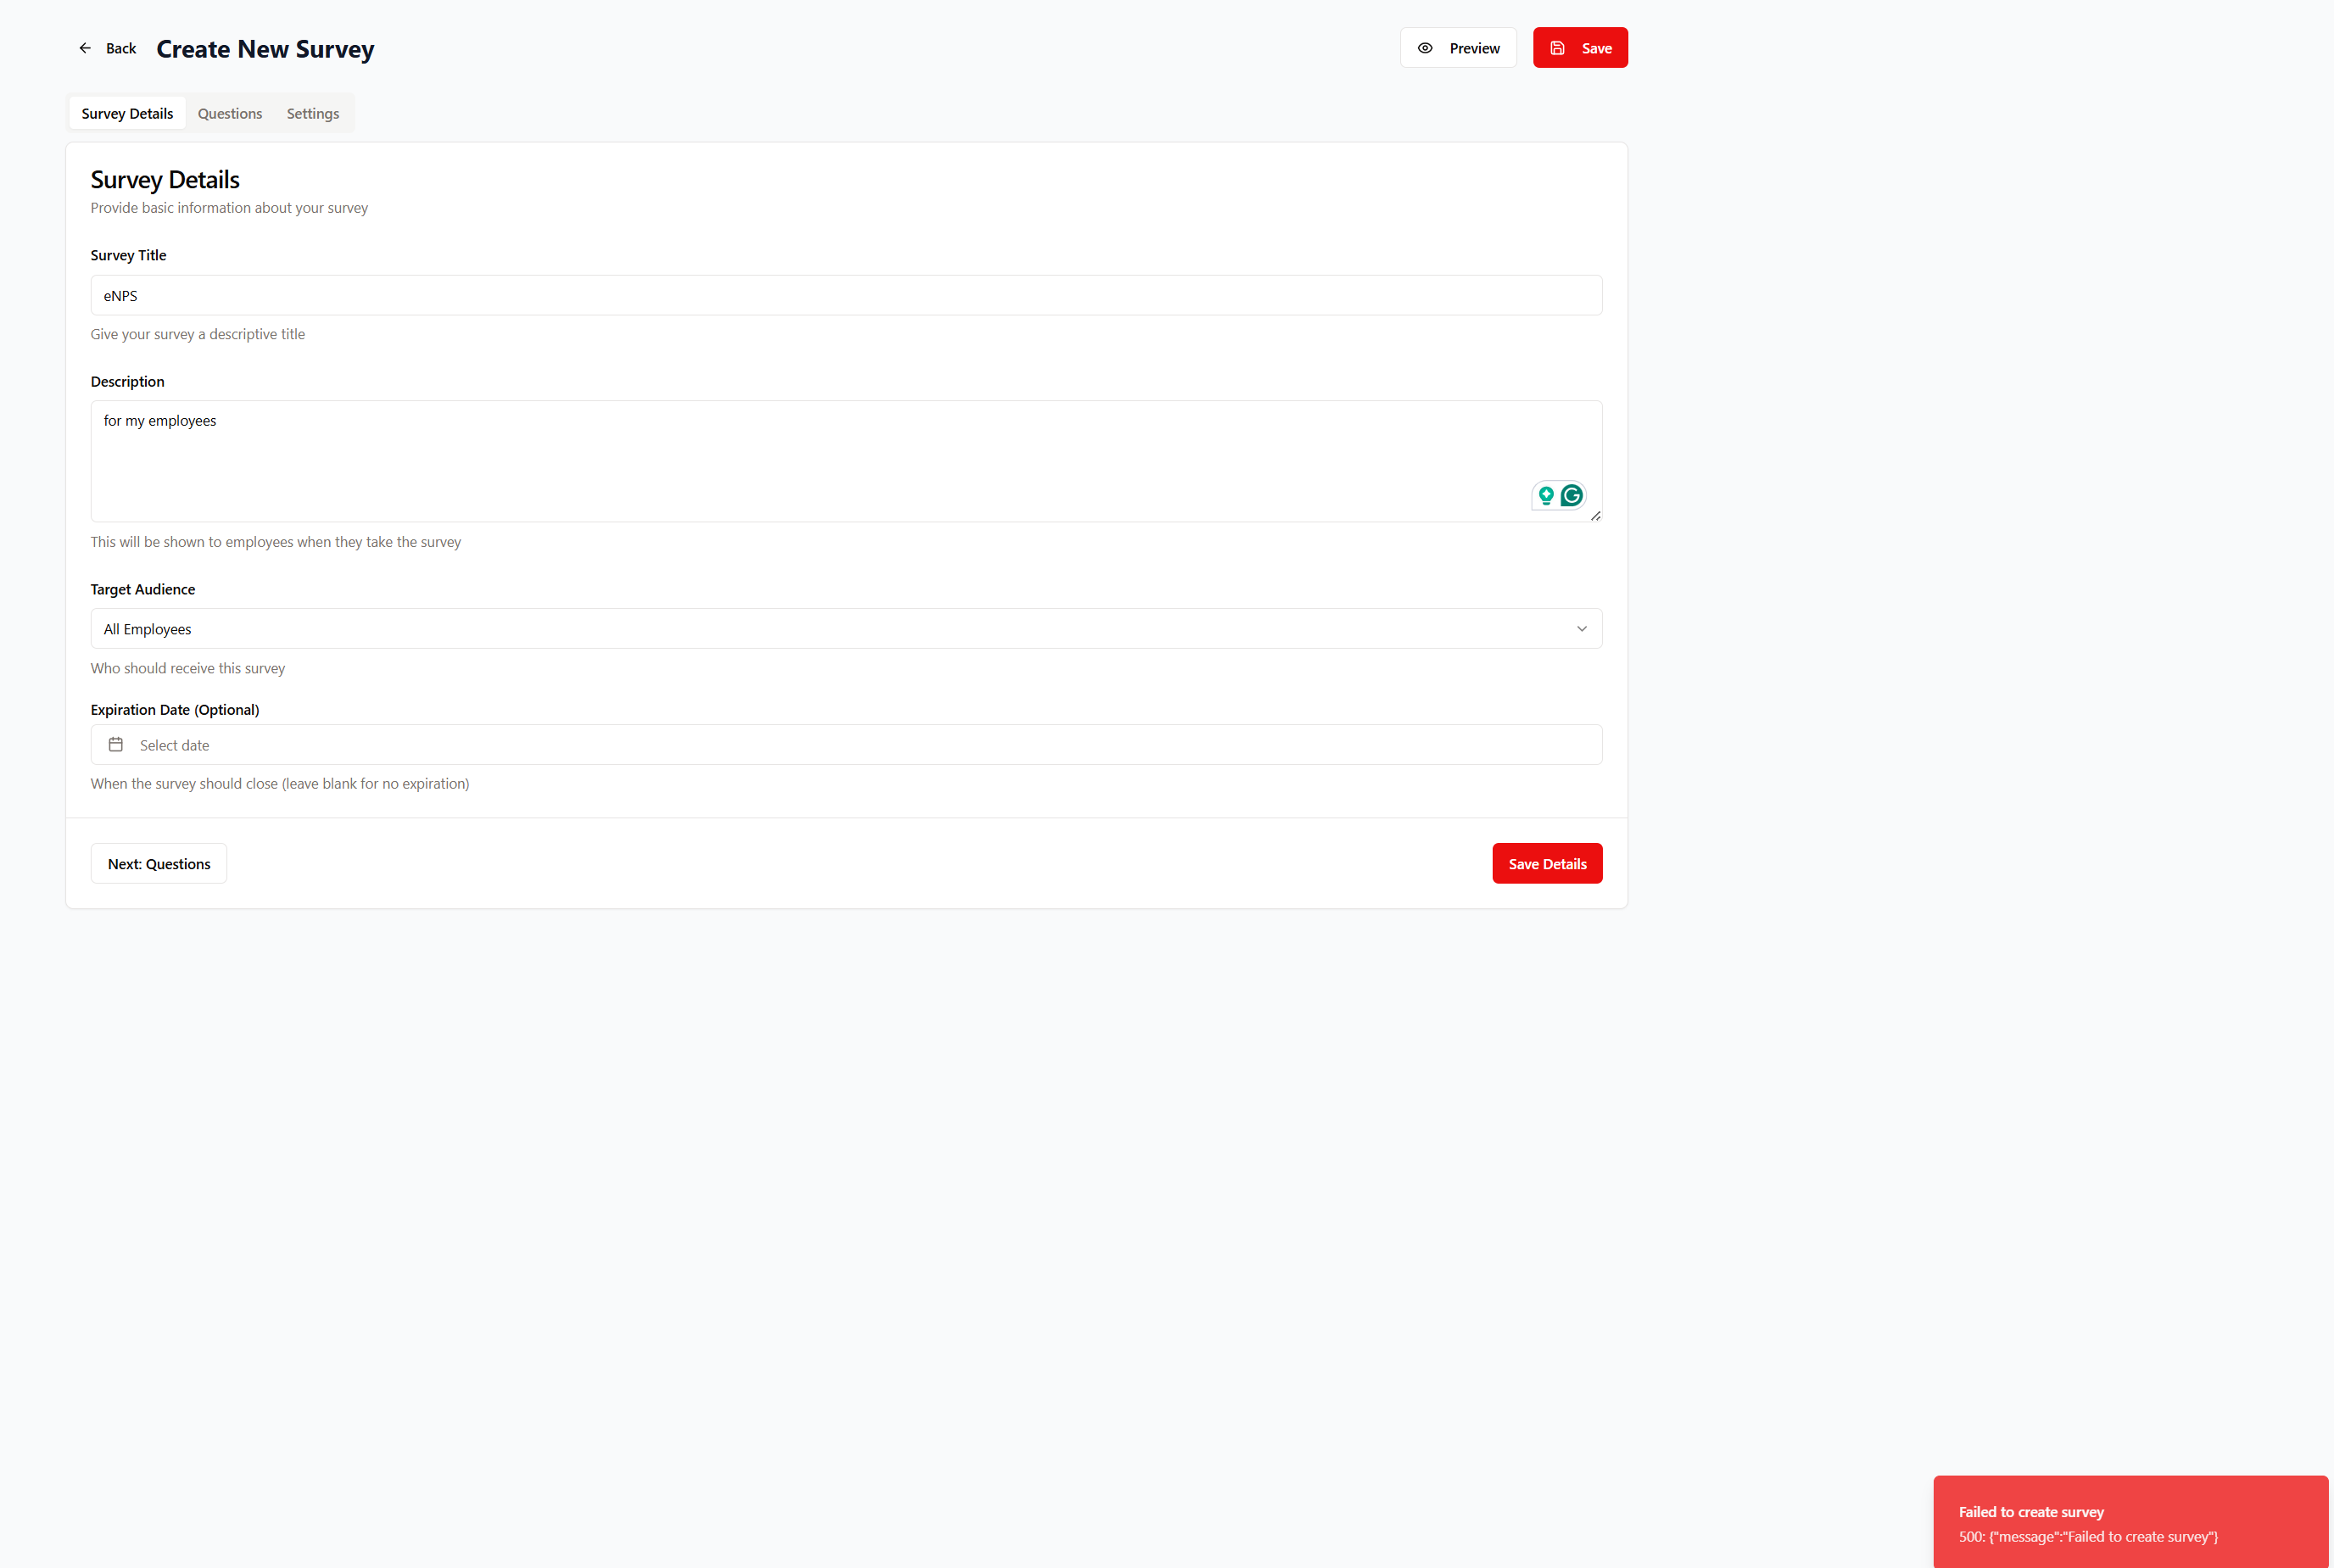 Back
Create New Survey
Preview
Save
Survey Details
Questions
Settings
Survey Details
Provide basic information about your survey
Survey Title
eNPS
Give your survey a descriptive title
Description
for my employees
This will be shown to employees when they take the survey
Target Audience
All Employees
Who should receive this survey
Expiration Date (Optional)
Select date
When the survey should close (leave blank for no expiration)
Next: Questions
Save Details
Failed to create survey
500: {"message":"Failed to create survey"}